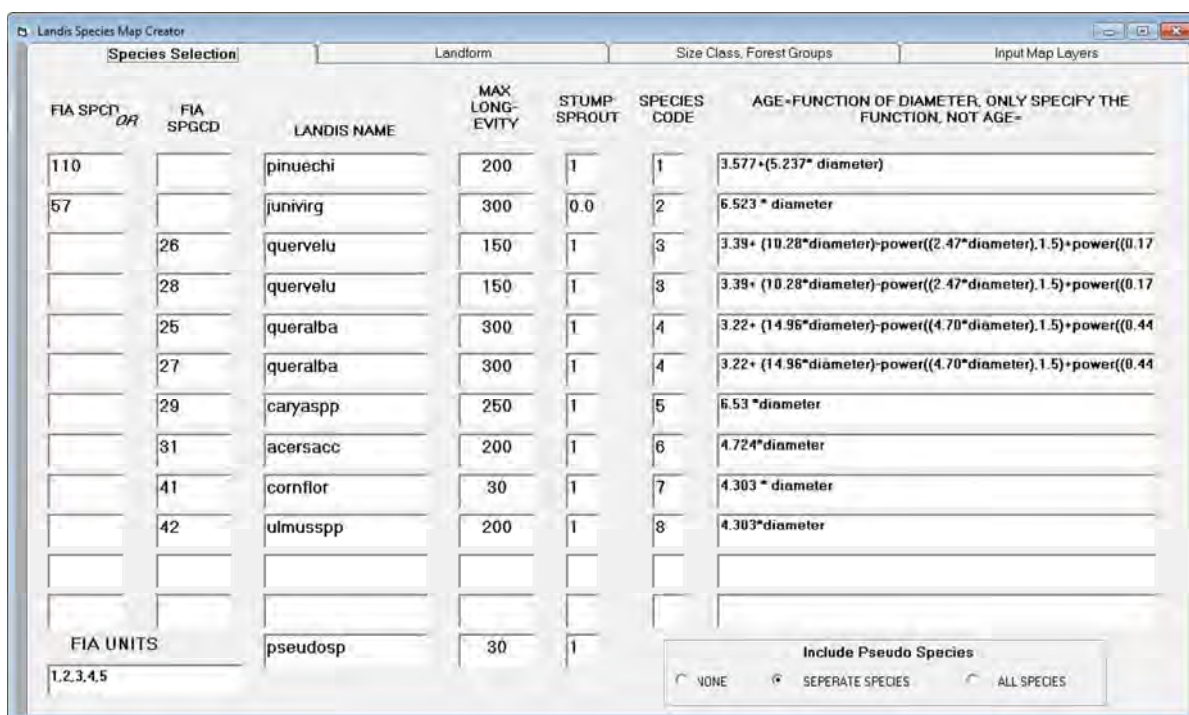 Landis Species Map Creator
Species Selection Landform Size Class, Forest Groups Input Map Layers
FIA SPCD OR FIA SPGCD LANDIS NAME MAX LONG-EVITY STUMP SPROUT SPECIES CODE AGE=FUNCTION OF DIAMETER, ONLY SPECIFY THE FUNCTION, NOT AGE=
110 pinuechi 200 1 1 3.577+(5.237* diameter)
57 junivirg 300 0.0 2 6.523 * diameter
26 quervelu 150 1 3 3.39+ (10.28*diameter)-power((2.47*diameter),1.5)+power((0.17
28 quervelu 150 1 3 3.39+ (10.28*diameter)-power((2.47*diameter),1.5)+power((0.17
25 queralba 300 1 4 3.22+ (14.96*diameter)-power((4.70*diameter),1.5)+power((0.44
27 queralba 300 1 4 3.22+ (14.96*diameter)-power((4.70*diameter),1.5)+power((0.44
29 caryaspp 250 1 5 6.53 *diameter
31 acersacc 200 1 6 4.724*diameter
41 cornflor 30 1 7 4.303 * diameter
42 ulmusspp 200 1 8 4.303*diameter
FIA UNITS pseudosp 30 1 Include Pseudo Species
1,2,3,4,5 NONE SEPERATE SPECIES ALL SPECIES